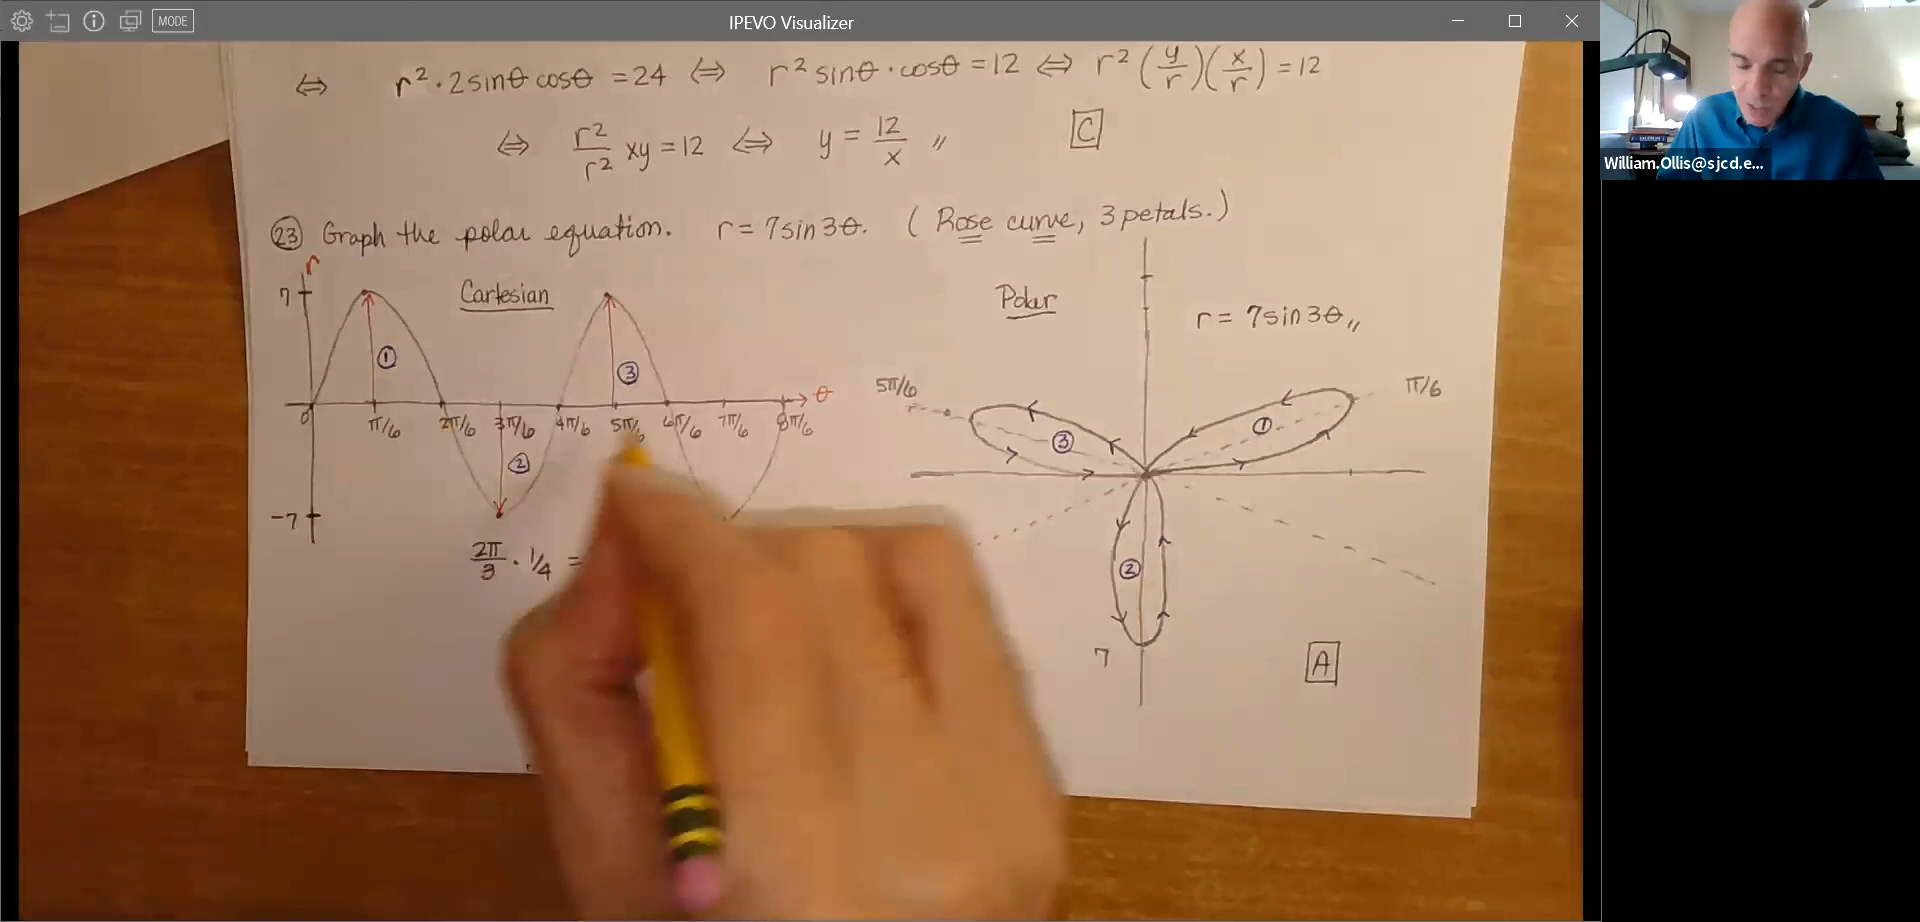 MODE
IPEVO Visualizer
⇔ r²·2sinθ cosθ = 24 ⇔ r² sinθ·cosθ = 12 ⇔ r² (y/r)(x/r) = 12
⇔ r²/r² xy = 12 ⇔ y = 12/x // C
23 Graph the polar equation. r = 7sin3θ. (Rose curve, 3 petals.)
r
7
Cartesian
1
3
θ
0 π/6 2π/6 3π/6 4π/6 5π/6 6π/6 7π/6 8π/6
2
-7
2π/3 · 1/4 =
Polar
r = 7sin3θ //
5π/6
π/6
3
1
2
7
A
William.Ollis@sjcd.e...